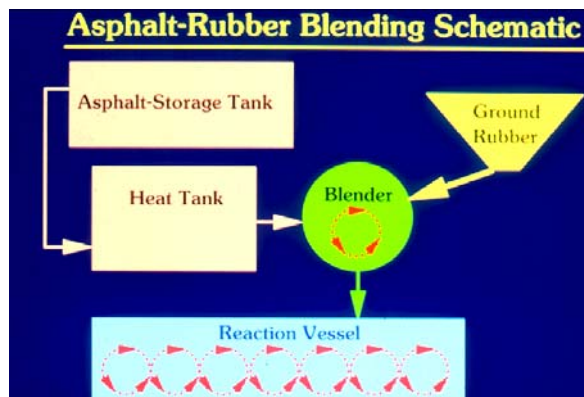 Asphalt-Rubber Blending Schematic
Asphalt-Storage Tank
Ground
Rubber
Heat Tank
Blender
Reaction Vessel